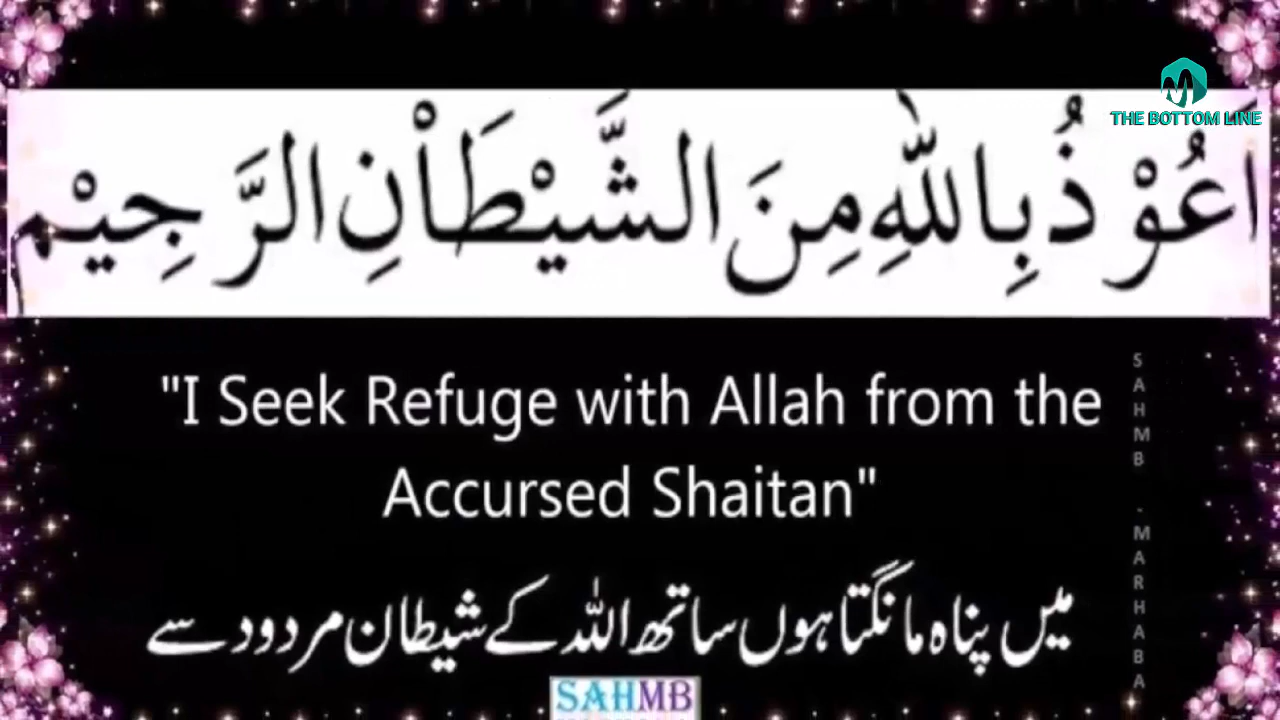 THE BOTTOM LINE
اَعُوْذُ بِاللّٰهِ مِنَ الشَّيْطَاْنِ الرَّجِيْم
"I Seek Refuge with Allah from the
Accursed Shaitan"
میں پناہ مانگتا ہوں ساتھ اللہ کے شیطان مردود سے
SAHMB - MARHABA
SAHMB